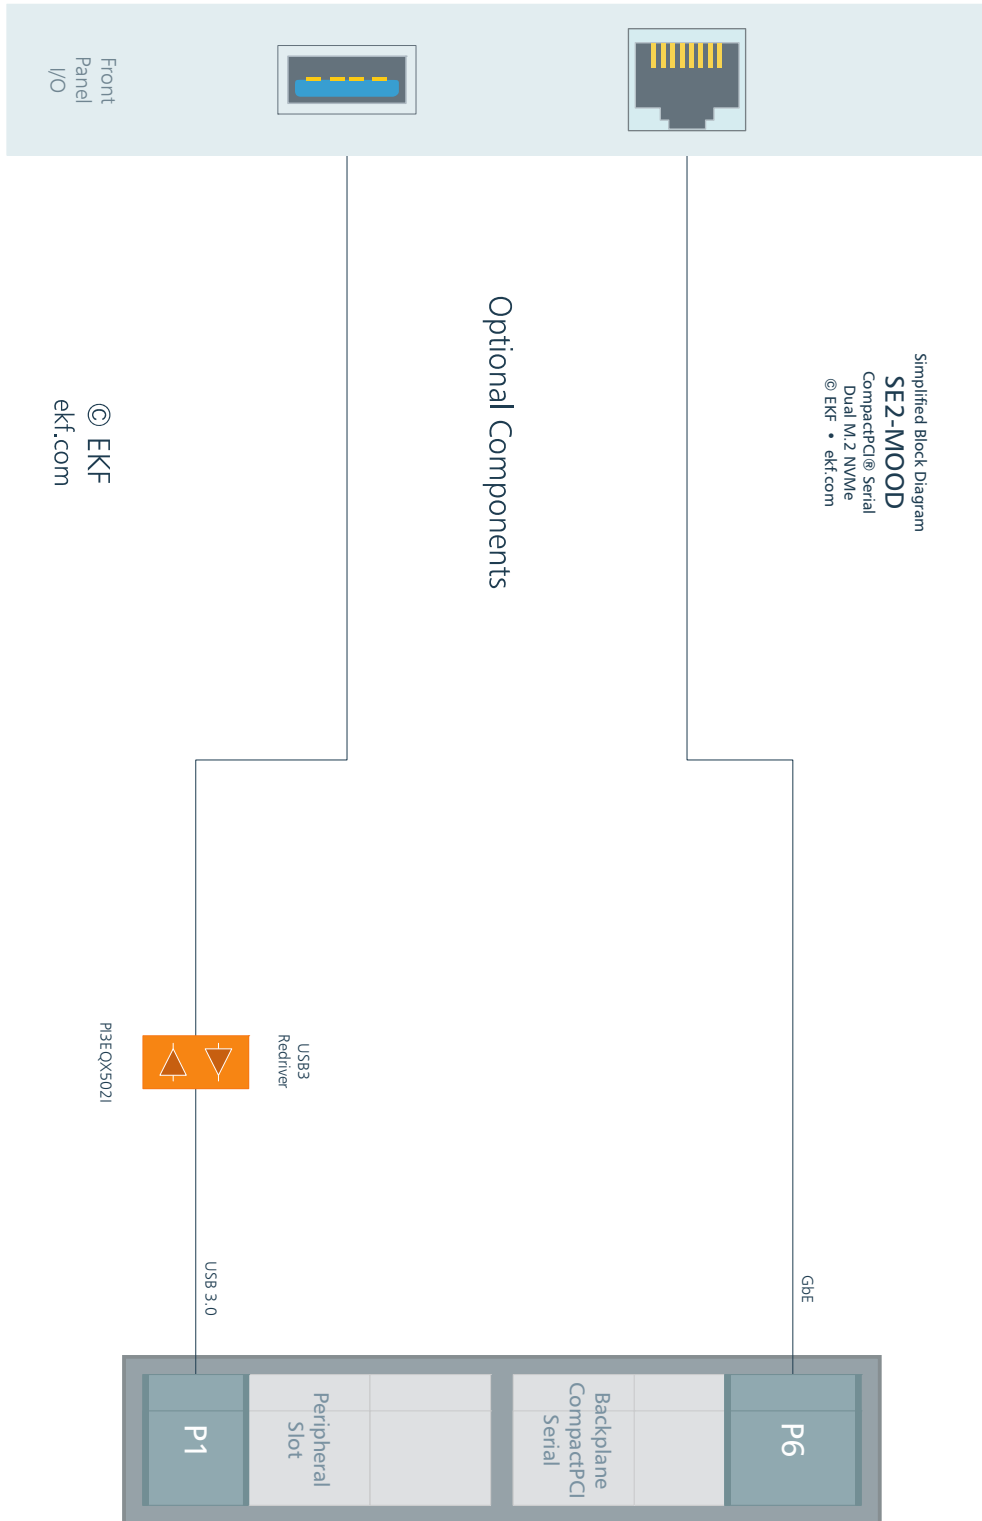 Simplified Block Diagram
SE2-MOOD
CompactPCI® Serial
Dual M.2 NVMe
© EKF • ekf.com
Front
Panel
I/O
Optional Components
© EKF
ekf.com
USB3
Redriver
PI3EQX502I
USB 3.0
GbE
P6
Backplane
CompactPCI
Serial
Peripheral
Slot
P1